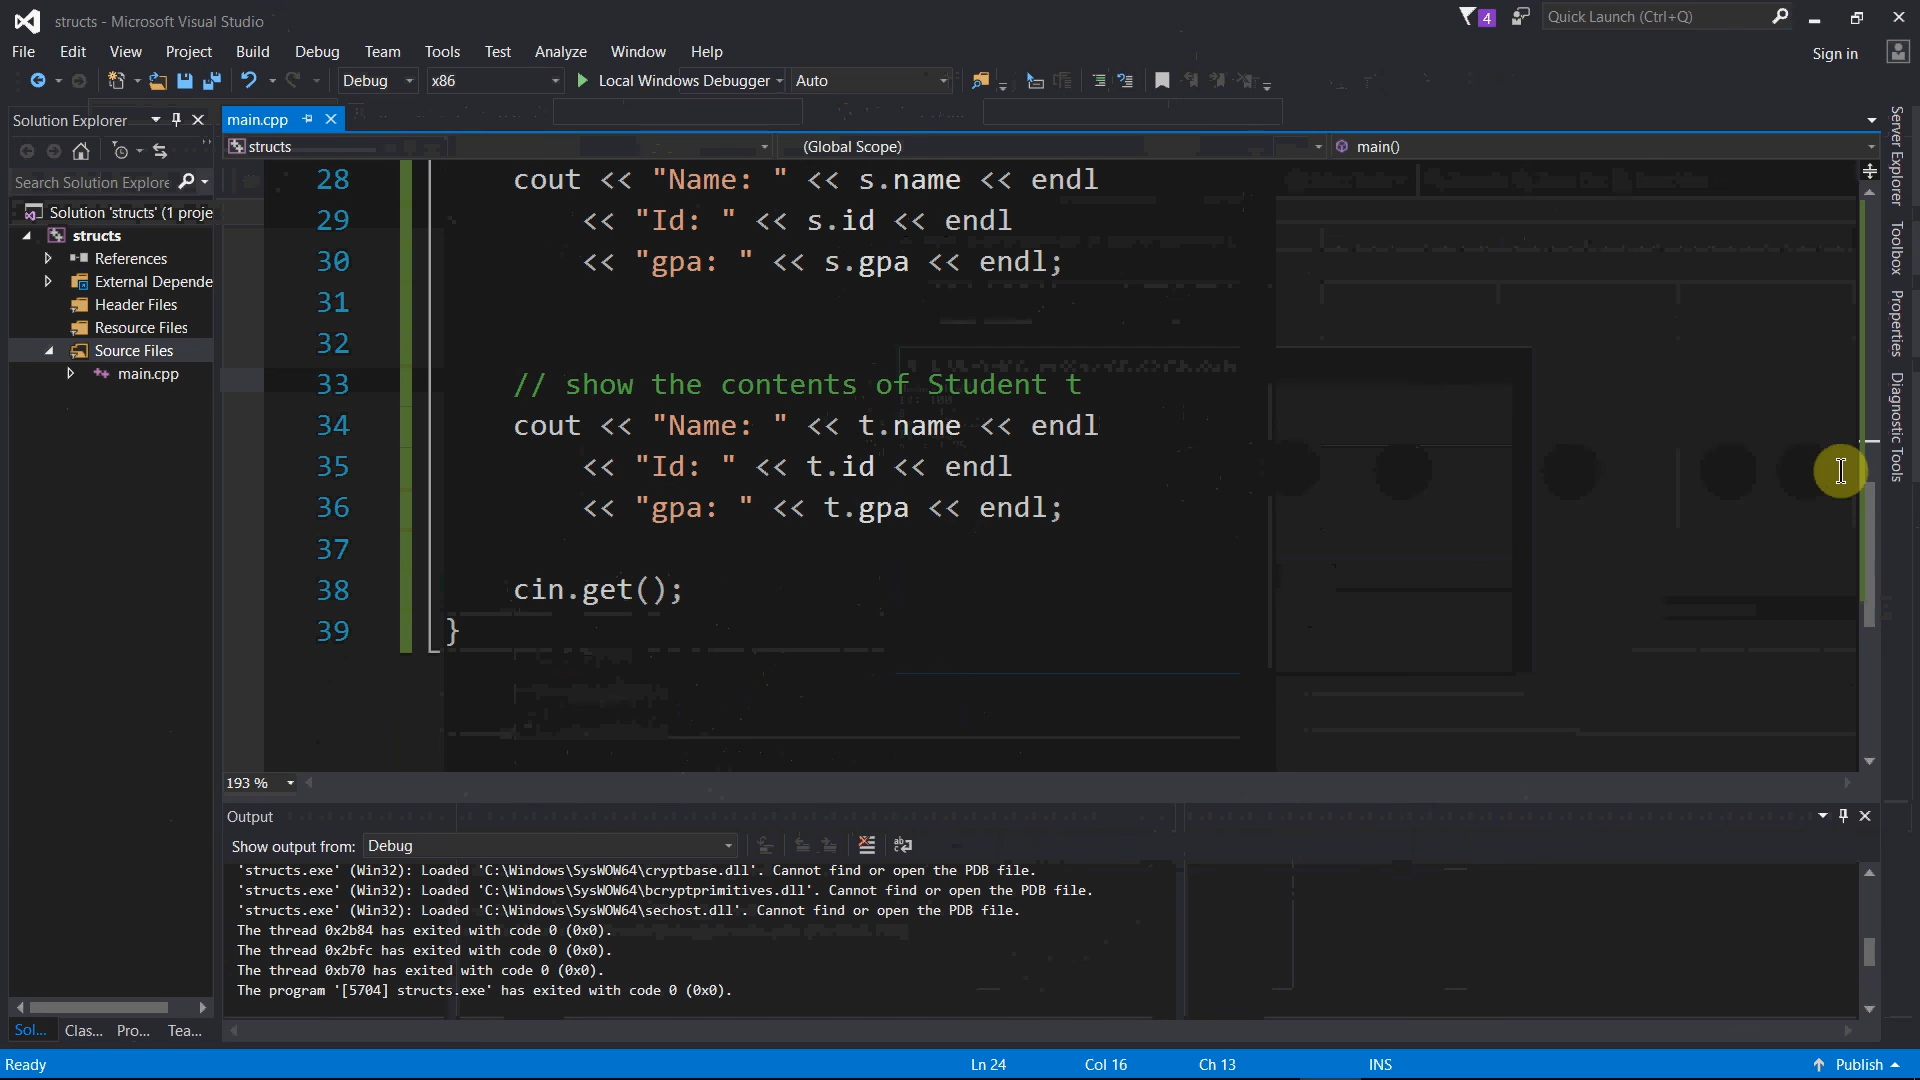 structs - Microsoft Visual Studio
4
Quick Launch (Ctrl+Q)
File Edit View Project Build Debug Team Tools Test Analyze Window Help
Sign in
Debug x86 Local Windows Debugger Auto
Solution Explorer
main.cpp
structs (Global Scope) main()
Search Solution Explore
Solution 'structs' (1 proje
structs
References
External Depende
Header Files
Resource Files
Source Files
main.cpp
28 cout << "Name: " << s.name << endl
29 << "Id: " << s.id << endl
30 << "gpa: " << s.gpa << endl;
31
32
33 // show the contents of Student t
34 cout << "Name: " << t.name << endl
35 << "Id: " << t.id << endl
36 << "gpa: " << t.gpa << endl;
37
38 cin.get();
39 }
Server Explorer
Toolbox
Properties
Diagnostic Tools
193 %
Output
Show output from: Debug
'structs.exe' (Win32): Loaded 'C:\Windows\SysWOW64\cryptbase.dll'. Cannot find or open the PDB file.
'structs.exe' (Win32): Loaded 'C:\Windows\SysWOW64\bcryptprimitives.dll'. Cannot find or open the PDB file.
'structs.exe' (Win32): Loaded 'C:\Windows\SysWOW64\sechost.dll'. Cannot find or open the PDB file.
The thread 0x2b84 has exited with code 0 (0x0).
The thread 0x2bfc has exited with code 0 (0x0).
The thread 0xb70 has exited with code 0 (0x0).
The program '[5704] structs.exe' has exited with code 0 (0x0).
Sol... Clas... Pro... Tea...
Ready Ln 24 Col 16 Ch 13 INS Publish